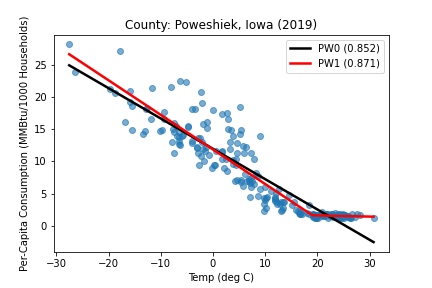 County: Poweshiek, Iowa (2019)
PW0 (0.852)
PW1 (0.871)
Per-Capita Consumption (MMBtu/1000 Households)
25
20
15
10
5
0
−30
−20
−10
0
10
20
30
Temp (deg C)